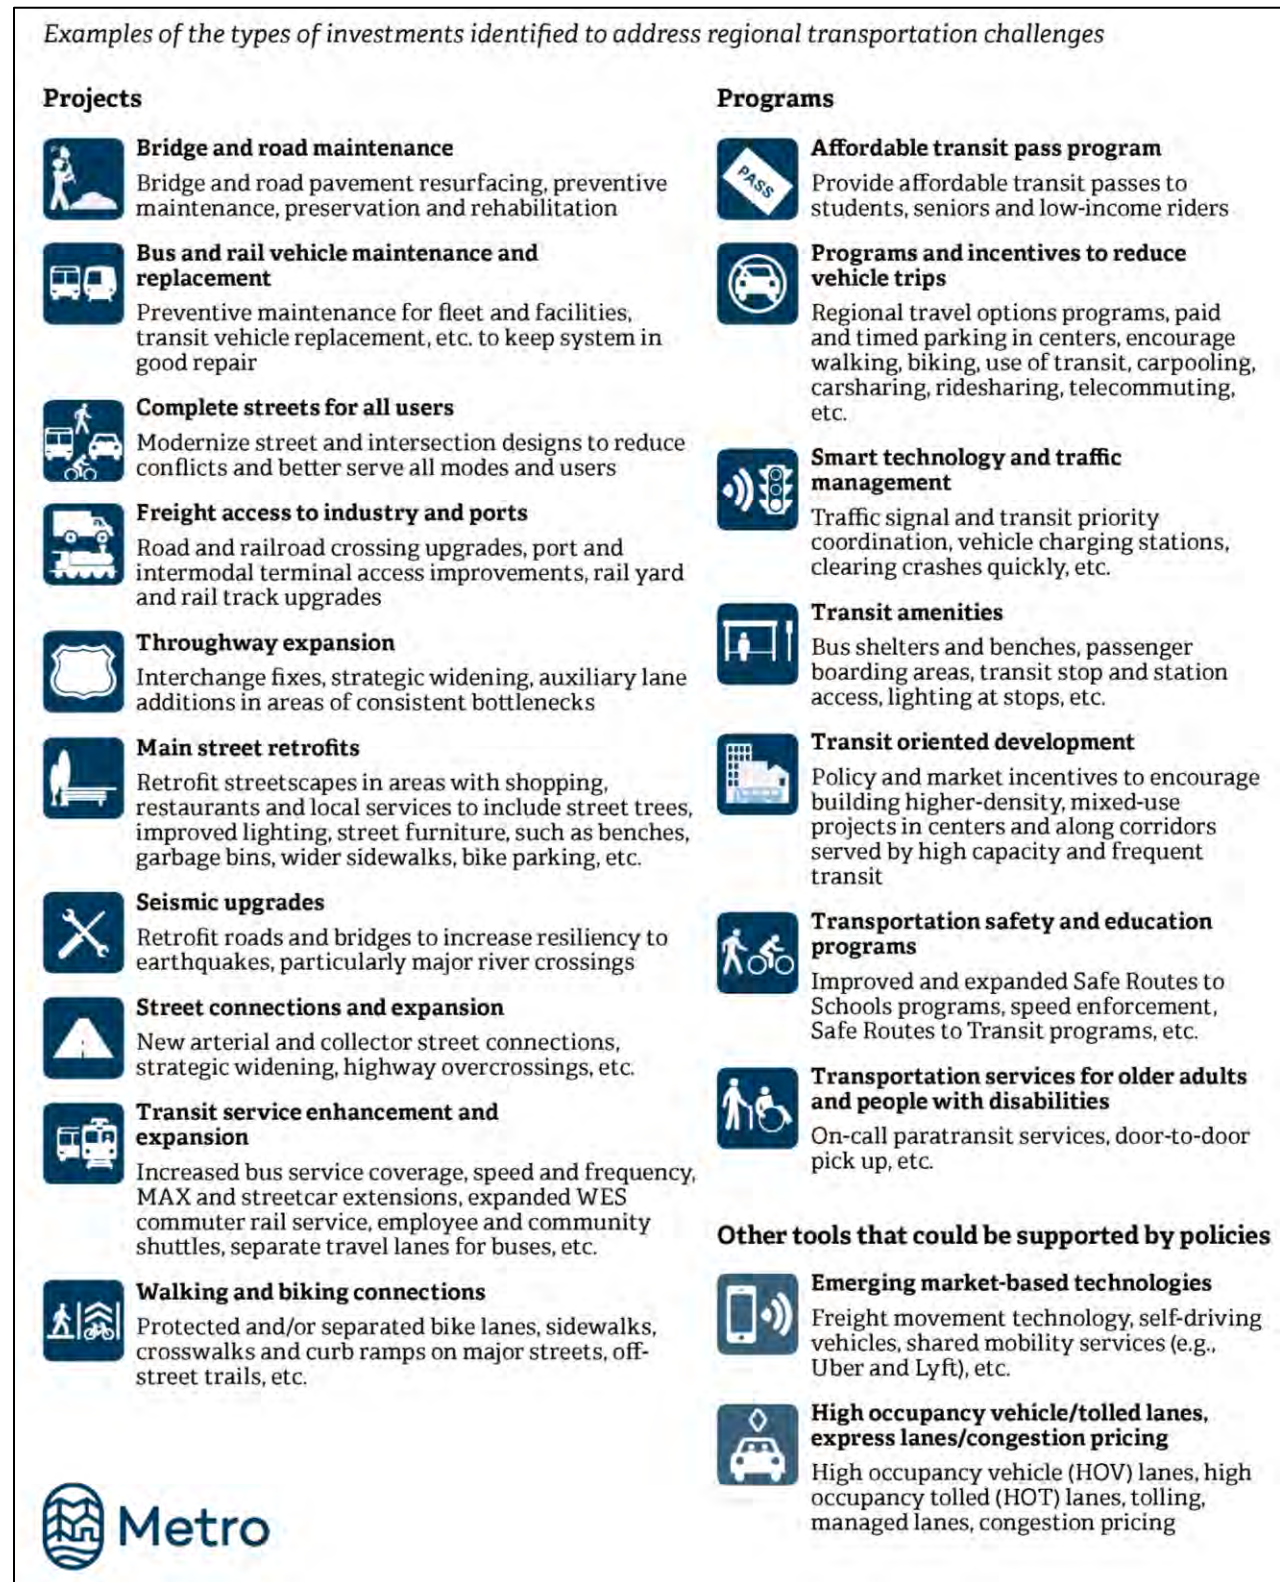 Examples of the types of investments identified to address regional transportation challenges
Projects
Bridge and road maintenance
Bridge and road pavement resurfacing, preventive
maintenance, preservation and rehabilitation
Bus and rail vehicle maintenance and
replacement
Preventive maintenance for fleet and facilities,
transit vehicle replacement, etc. to keep system in
good repair
Complete streets for all users
Modernize street and intersection designs to reduce
conflicts and better serve all modes and users
Freight access to industry and ports
Road and railroad crossing upgrades, port and
intermodal terminal access improvements, rail yard
and rail track upgrades
Throughway expansion
Interchange fixes, strategic widening, auxiliary lane
additions in areas of consistent bottlenecks
Main street retrofits
Retrofit streetscapes in areas with shopping,
restaurants and local services to include street trees,
improved lighting, street furniture, such as benches,
garbage bins, wider sidewalks, bike parking, etc.
Seismic upgrades
Retrofit roads and bridges to increase resiliency to
earthquakes, particularly major river crossings
Street connections and expansion
New arterial and collector street connections,
strategic widening, highway overcrossings, etc.
Transit service enhancement and
expansion
Increased bus service coverage, speed and frequency,
MAX and streetcar extensions, expanded WES
commuter rail service, employee and community
shuttles, separate travel lanes for buses, etc.
Walking and biking connections
Protected and/or separated bike lanes, sidewalks,
crosswalks and curb ramps on major streets, off-
street trails, etc.
Metro
Programs
PASS
Affordable transit pass program
Provide affordable transit passes to
students, seniors and low-income riders
Programs and incentives to reduce
vehicle trips
Regional travel options programs, paid
and timed parking in centers, encourage
walking, biking, use of transit, carpooling,
carsharing, ridesharing, telecommuting,
etc.
Smart technology and traffic
management
Traffic signal and transit priority
coordination, vehicle charging stations,
clearing crashes quickly, etc.
Transit amenities
Bus shelters and benches, passenger
boarding areas, transit stop and station
access, lighting at stops, etc.
Transit oriented development
Policy and market incentives to encourage
building higher-density, mixed-use
projects in centers and along corridors
served by high capacity and frequent
transit
Transportation safety and education
programs
Improved and expanded Safe Routes to
Schools programs, speed enforcement,
Safe Routes to Transit programs, etc.
Transportation services for older adults
and people with disabilities
On-call paratransit services, door-to-door
pick up, etc.
Other tools that could be supported by policies
Emerging market-based technologies
Freight movement technology, self-driving
vehicles, shared mobility services (e.g.,
Uber and Lyft), etc.
High occupancy vehicle/tolled lanes,
express lanes/congestion pricing
High occupancy vehicle (HOV) lanes, high
occupancy tolled (HOT) lanes, tolling,
managed lanes, congestion pricing